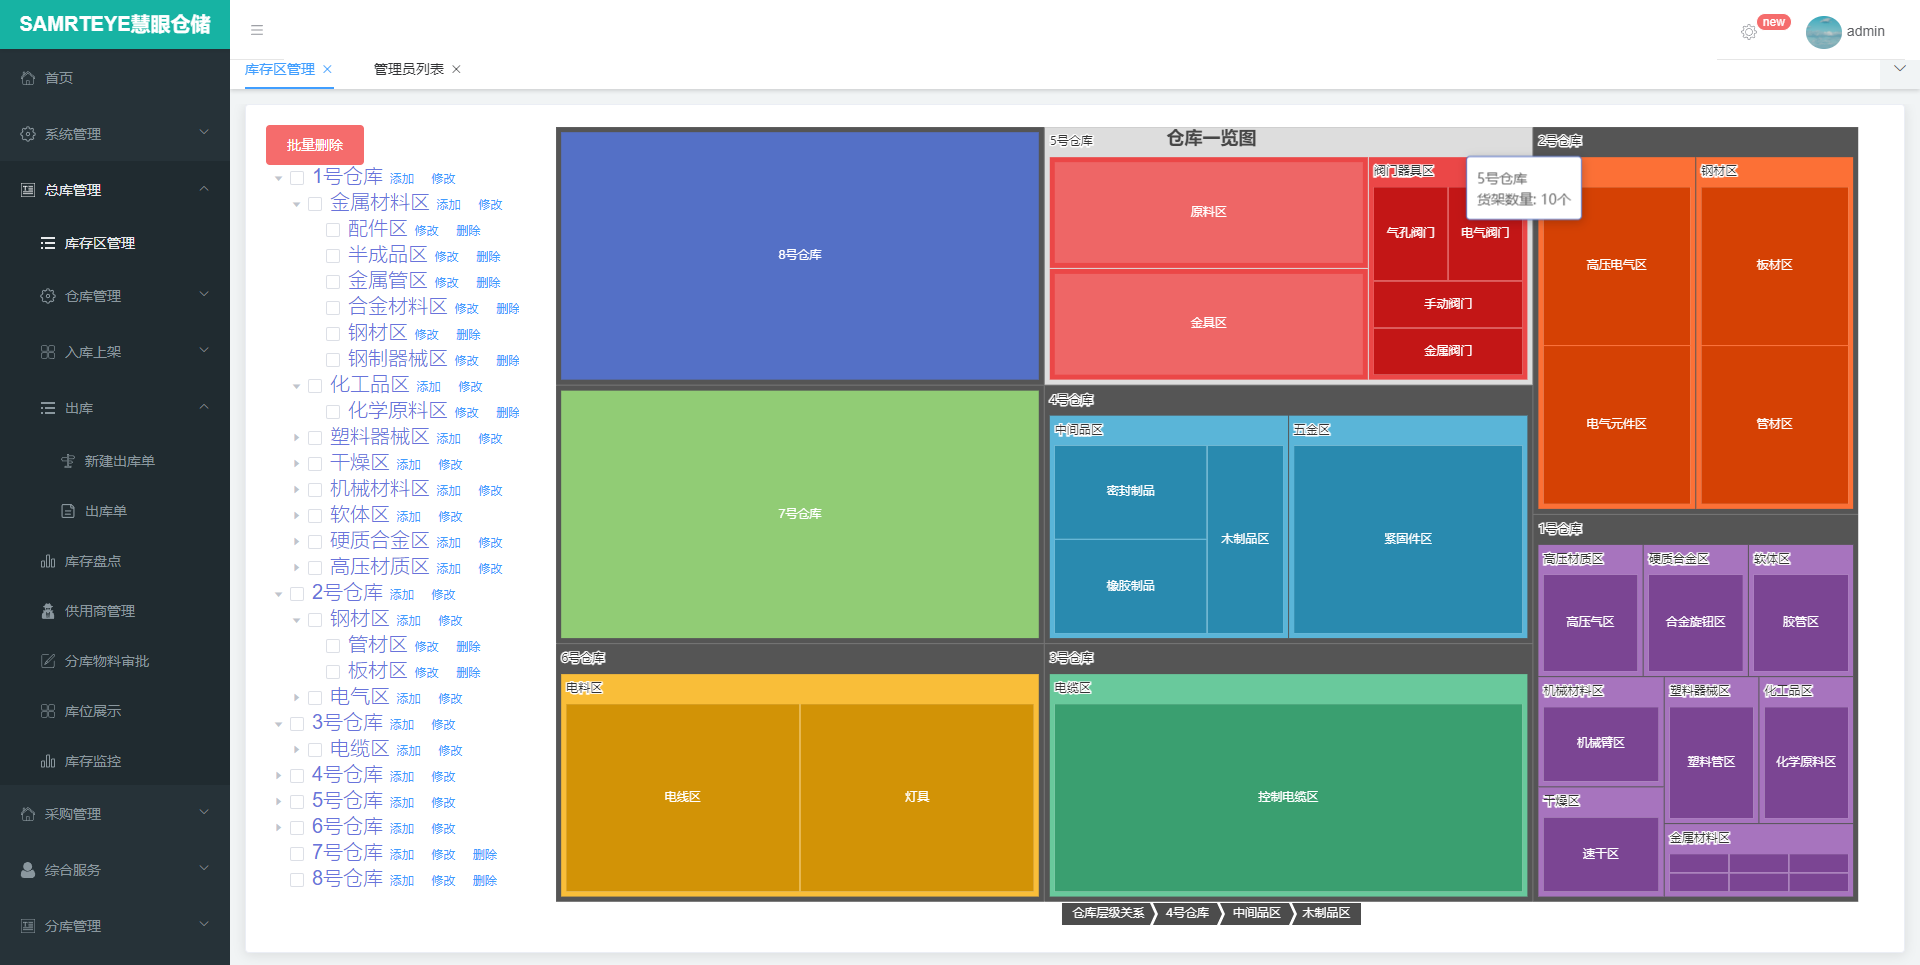 SAMRTEYE慧眼仓储
首页
系统管理
总库管理
库存区管理
仓库管理
入库上架
出库
新建出库单
出库单
库存盘点
供用商管理
分库物料审批
库位展示
库存监控
采购管理
综合服务
分库管理
new
admin
库存区管理
管理员列表
批量删除
1号仓库 添加 修改
金属材料区 添加 修改
配件区 修改 删除
半成品区 修改 删除
金属管区 修改 删除
合金材料区 修改 删除
钢材区 修改 删除
钢制器械区 修改 删除
化工品区 添加 修改
化学原料区 修改 删除
塑料器械区 添加 修改
干燥区 添加 修改
机械材料区 添加 修改
软体区 添加 修改
硬质合金区 添加 修改
高压材质区 添加 修改
2号仓库 添加 修改
钢材区 添加 修改
管材区 修改 删除
板材区 修改 删除
电气区 添加 修改
3号仓库 添加 修改
电缆区 添加 修改
4号仓库 添加 修改
5号仓库 添加 修改
6号仓库 添加 修改
7号仓库 添加 修改 删除
8号仓库 添加 修改 删除
仓库一览图
8号仓库
7号仓库
6号仓库
电料区
电线区
灯具
5号仓库
原料区
金具区
阀门器具区
气孔阀门
电气阀门
手动阀门
金属阀门
5号仓库
货架数量: 10个
4号仓库
中间品区
密封制品
橡胶制品
木制品区
五金区
紧固件区
3号仓库
电缆区
控制电缆区
2号仓库
高压电气区
电气元件区
钢材区
板材区
管材区
1号仓库
高压材质区
高压气区
硬质合金区
合金旋钮区
软体区
胶管区
机械材料区
机械臂区
塑料器械区
塑料管区
化工品区
化学原料区
干燥区
速干区
金属材料区
仓库层级关系
4号仓库
中间品区
木制品区